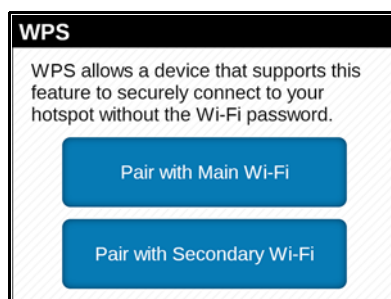 WPS
WPS allows a device that supports this
feature to securely connect to your
hotspot without the Wi-Fi password.
Pair with Main Wi-Fi
Pair with Secondary Wi-Fi